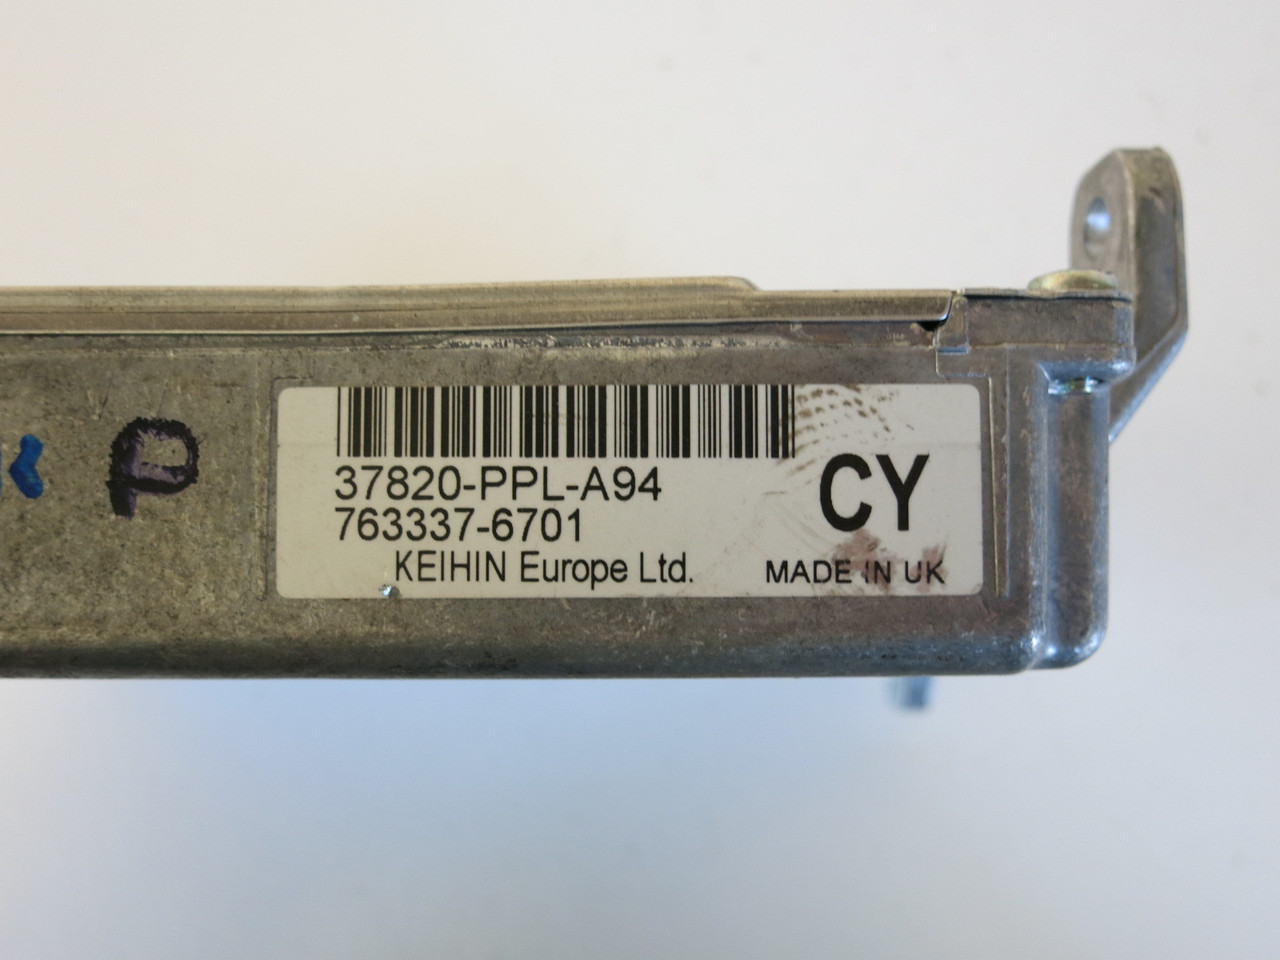 P
37820-PPL-A94
763337-6701
KEIHIN Europe Ltd.
CY
MADE IN UK